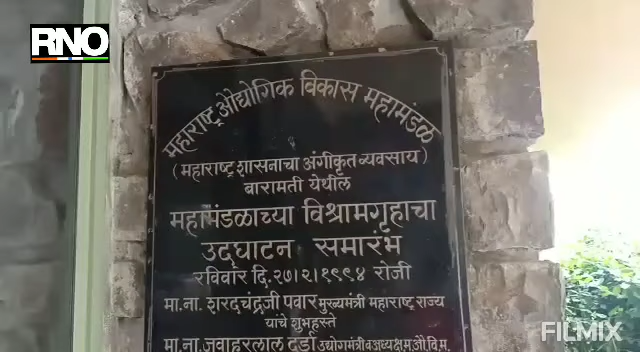 RNO
महाराष्ट्र औद्योगिक विकास महामंडळ
(महाराष्ट्र शासनाचा अंगीकृत व्यवसाय)
बारामती येथील
महामंडळाच्या विश्रामगृहाचा
उद्घाटन समारंभ
रविवार दि.२७।२।१९९४ रोजी
मा.ना. शरदचंद्रजी पवार मुख्यमंत्री महाराष्ट्र राज्य
यांचे शुभहस्ते
मा.ना. जवाहरलाल दर्डा उद्योगमंत्री व अध्यक्ष म.औ.वि.म.
FILMIX